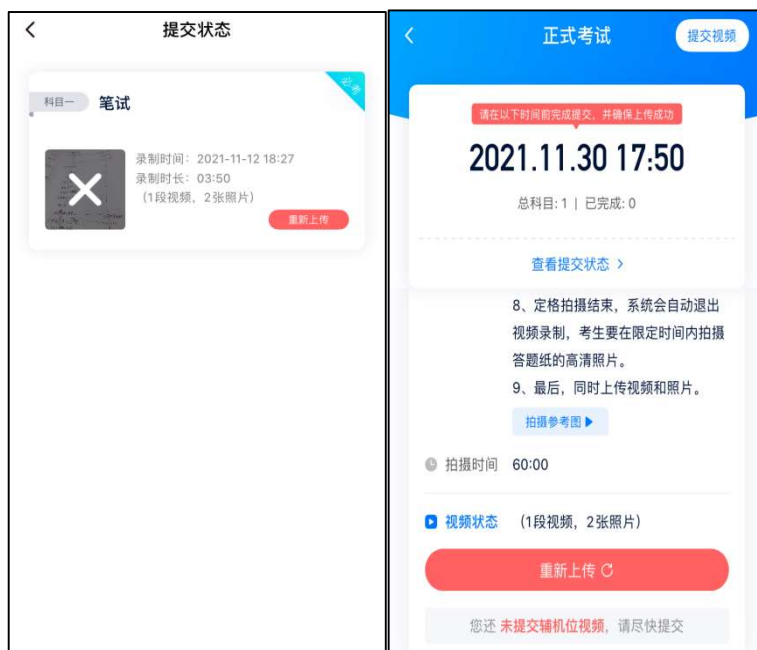 提交状态
必考
科目一 笔试
录制时间：2021-11-12 18:27
录制时长：03:50
（1段视频，2张照片）
重新上传
正式考试
提交视频
请在以下时间前完成提交，并确保上传成功
2021.11.30 17:50
总科目：1 | 已完成：0
查看提交状态
8、定格拍摄结束，系统会自动退出
视频录制，考生要在限定时间内拍摄
答题纸的高清照片。
9、最后，同时上传视频和照片。
拍摄参考图
拍摄时间 60:00
视频状态 （1段视频，2张照片）
重新上传
您还 未提交辅机位视频，请尽快提交